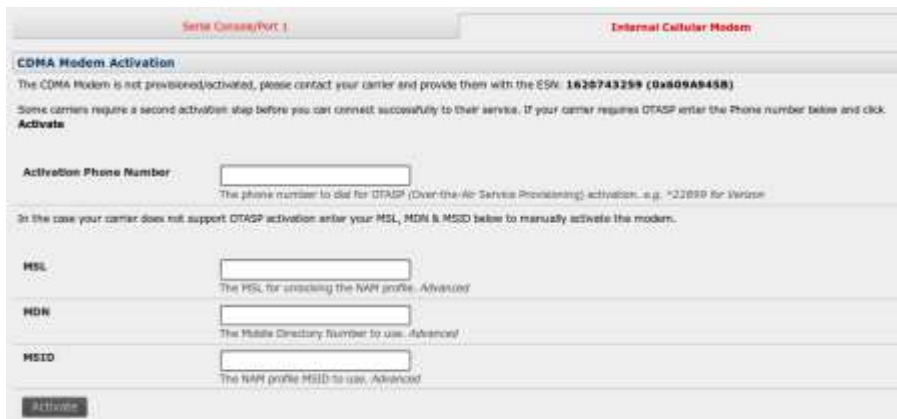 Serial Console/Port 1
Internal Cellular Modem
CDMA Modem Activation
The CDMA Modem is not provisioned/activated, please contact your carrier and provide them with the ESN: 1620743259 (0x609A945B)
Some carriers require a second activation step before you can connect successfully to their service. If your carrier requires OTASP enter the Phone number below and click
Activate
Activation Phone Number
The phone number to dial for OTASP (Over-the-Air Service Provisioning) activation. e.g. *22899 for Verizon
In the case your carrier does not support OTASP activation enter your MSL, MDN & MSID below to manually activate the modem.
MSL
The MSL for unlocking the NAM profile. Advanced
MDN
The Mobile Directory Number to use. Advanced
MSID
The NAM profile MSID to use. Advanced
Activate